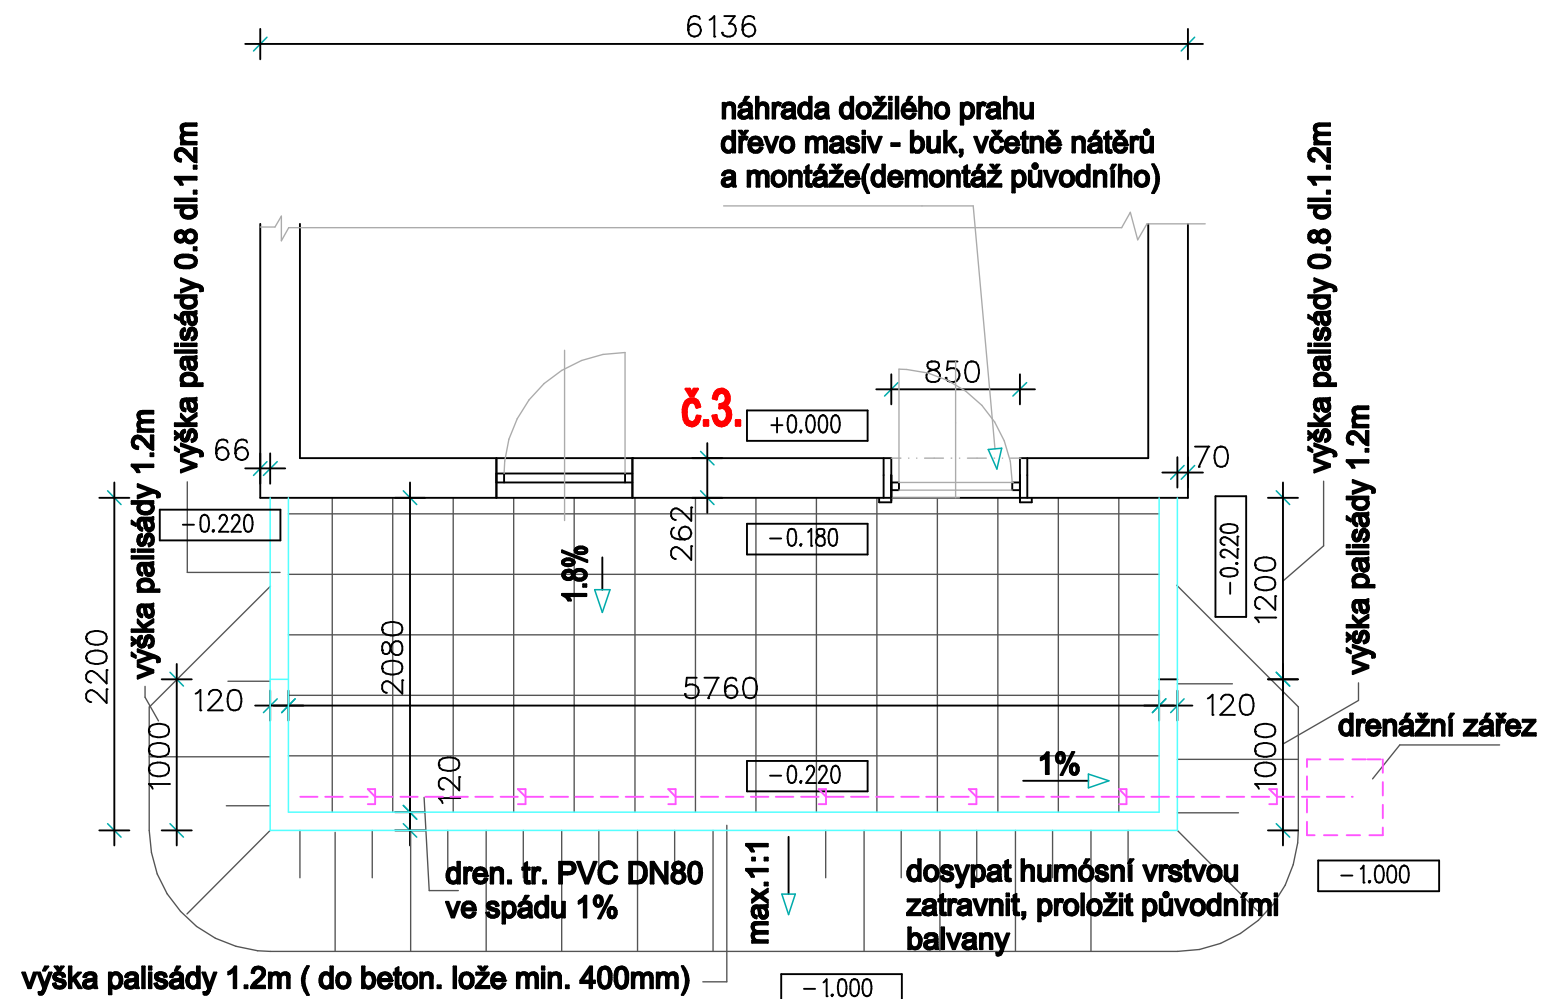 6136
náhrada dožilého prahu
dřevo masiv - buk, včetně nátěrů
a montáže(demontáž původního)
výška palisády 0.8 dl.1.2m
výška palisády 0.8 dl.1.2m
850
č.3.
+0.000
66
70
výška palisády 1.2m
výška palisády 1.2m
-0.220
262
-0.180
-0.220
1.8%
1200
2200
2080
5760
120
120
1000
1000
drenážní zářez
120
-0.220
1%
dren. tr. PVC DN80
ve spádu 1%
max.1:1
dosypat humósní vrstvou
zatravnit, proložit původními
balvany
-1.000
výška palisády 1.2m ( do beton. lože min. 400mm)
-1.000